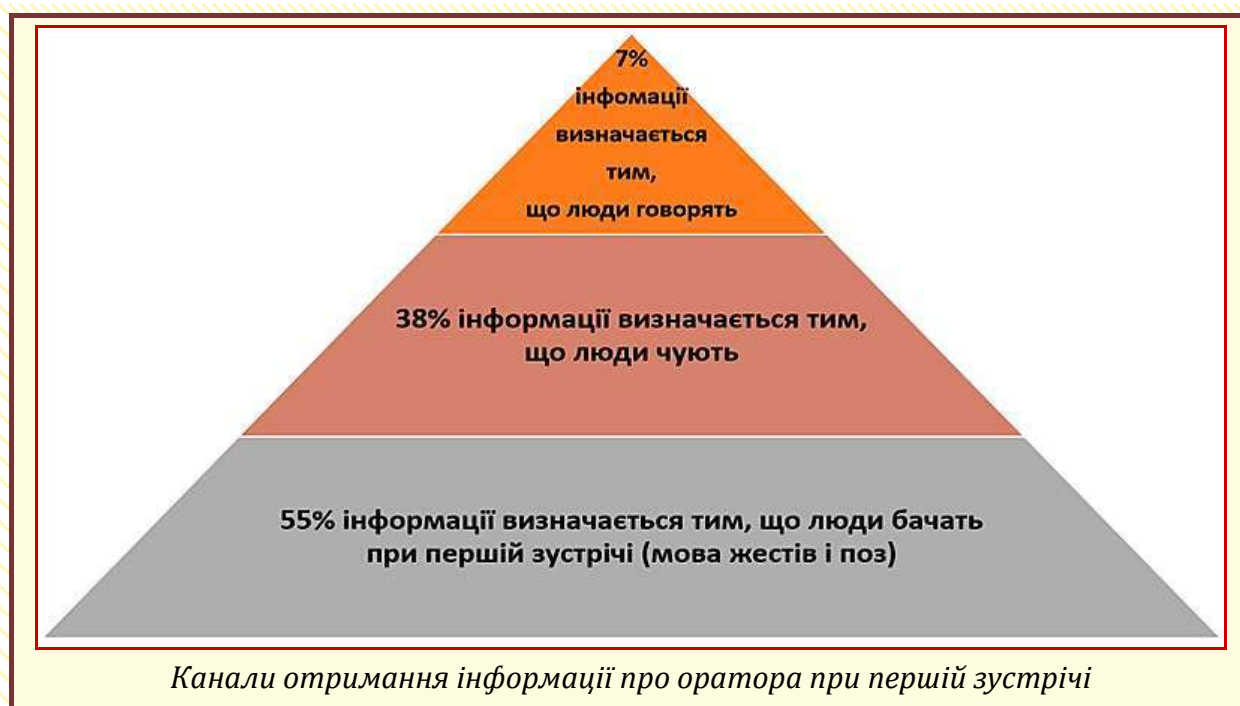 7%
інфомації
визначається
тим,
що люди говорять
38% інформації визначається тим,
що люди чують
55% інформації визначається тим, що люди бачать
при першій зустрічі (мова жестів і поз)
Канали отримання інформації про оратора при першій зустрічі